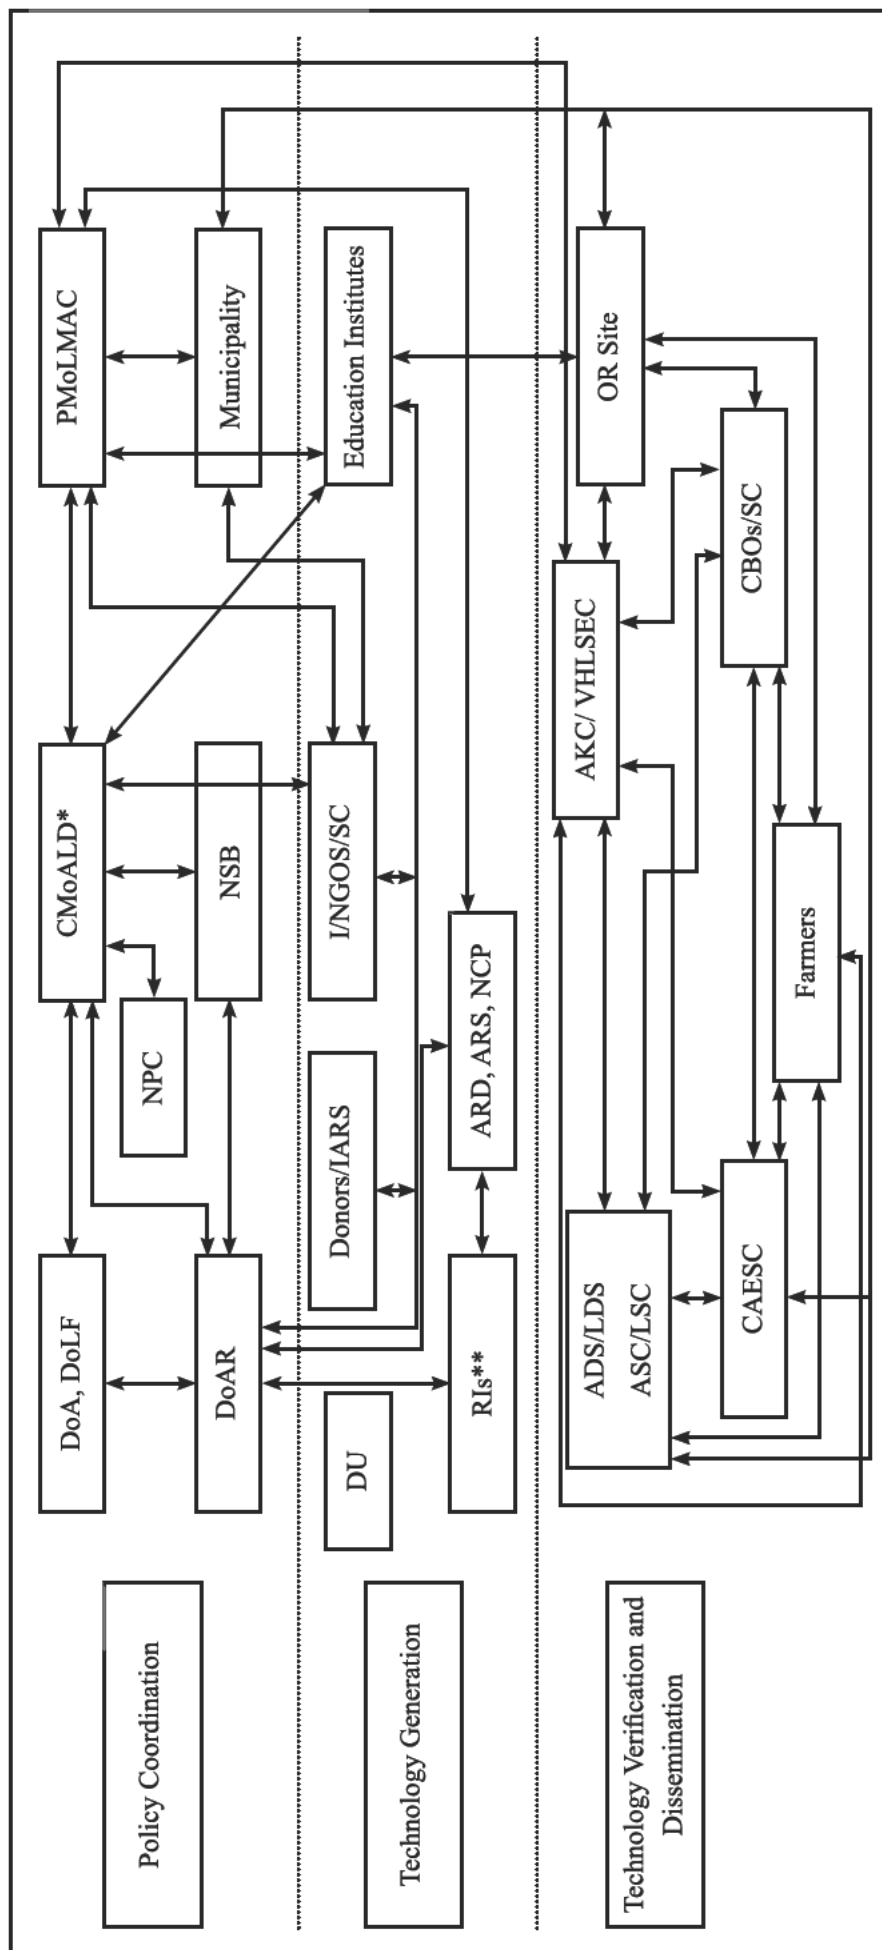 Policy Coordination
DoA, DoLF
CMoALD*
PMoLMAC
NPC
DoAR
NSB
Municipality
Technology Generation
DU
Donors/IARS
I/NGOS/SC
Education Institutes
RIs**
ARD, ARS, NCP
Technology Verification and
Dissemination
ADS/LDS
ASC/LSC
AKC/ VHLSEC
OR Site
CAESC
CBOs/SC
Farmers